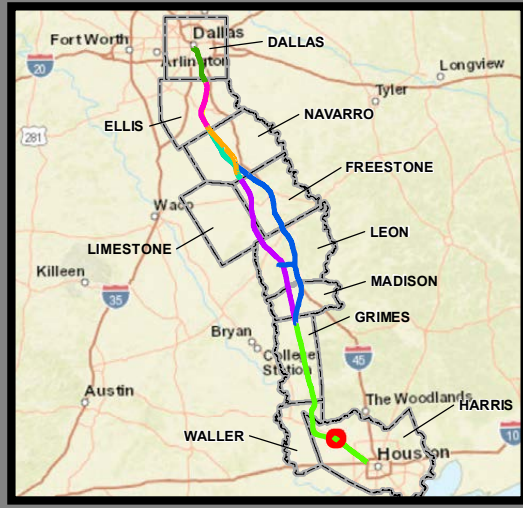 Dallas
DALLAS
Fort Worth
Arlington
20
Longview
Tyler
NAVARRO
ELLIS
281
FREESTONE
Waco
LEON
LIMESTONE
Killeen
MADISON
35
GRIMES
Bryan
College
Station
45
Austin
The Woodlands
HARRIS
WALLER
10
Houston